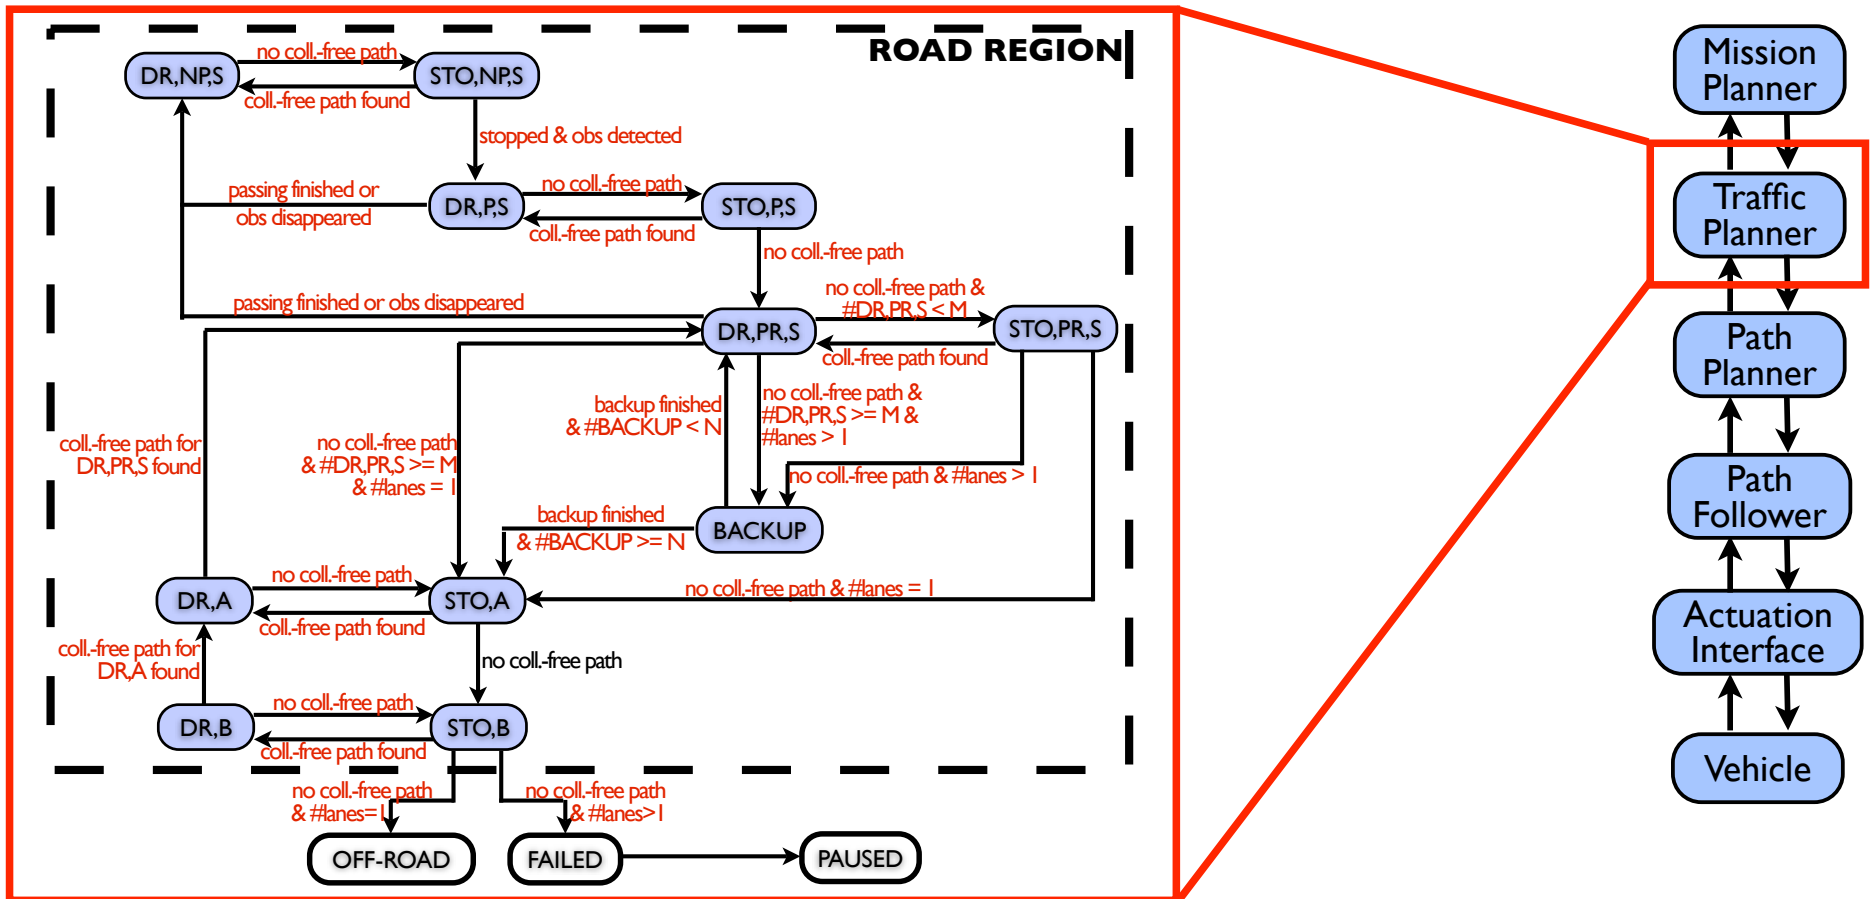 ROAD REGION
DR,NP,S
no coll.-free path
STO,NP,S
coll.-free path found
stopped & obs detected
passing finished or
obs disappeared
DR,P,S
no coll.-free path
STO,P,S
coll.-free path found
no coll.-free path
passing finished or obs disappeared
DR,PR,S
no coll.-free path &
#DR,PR,S < M
STO,PR,S
coll.-free path found
coll.-free path for
DR,PR,S found
no coll.-free path
& #DR,PR,S >= M
& #lanes = 1
backup finished
& #BACKUP < N
no coll.-free path &
#DR,PR,S >= M &
#lanes > 1
no coll.-free path & #lanes > 1
backup finished
& #BACKUP >= N
BACKUP
DR,A
no coll.-free path
STO,A
coll.-free path found
no coll.-free path & #lanes = 1
coll.-free path for
DR,A found
no coll.-free path
DR,B
no coll.-free path
STO,B
coll.-free path found
no coll.-free path
& #lanes=1
no coll.-free path
& #lanes>1
OFF-ROAD
FAILED
PAUSED
Mission
Planner
Traffic
Planner
Path
Planner
Path
Follower
Actuation
Interface
Vehicle